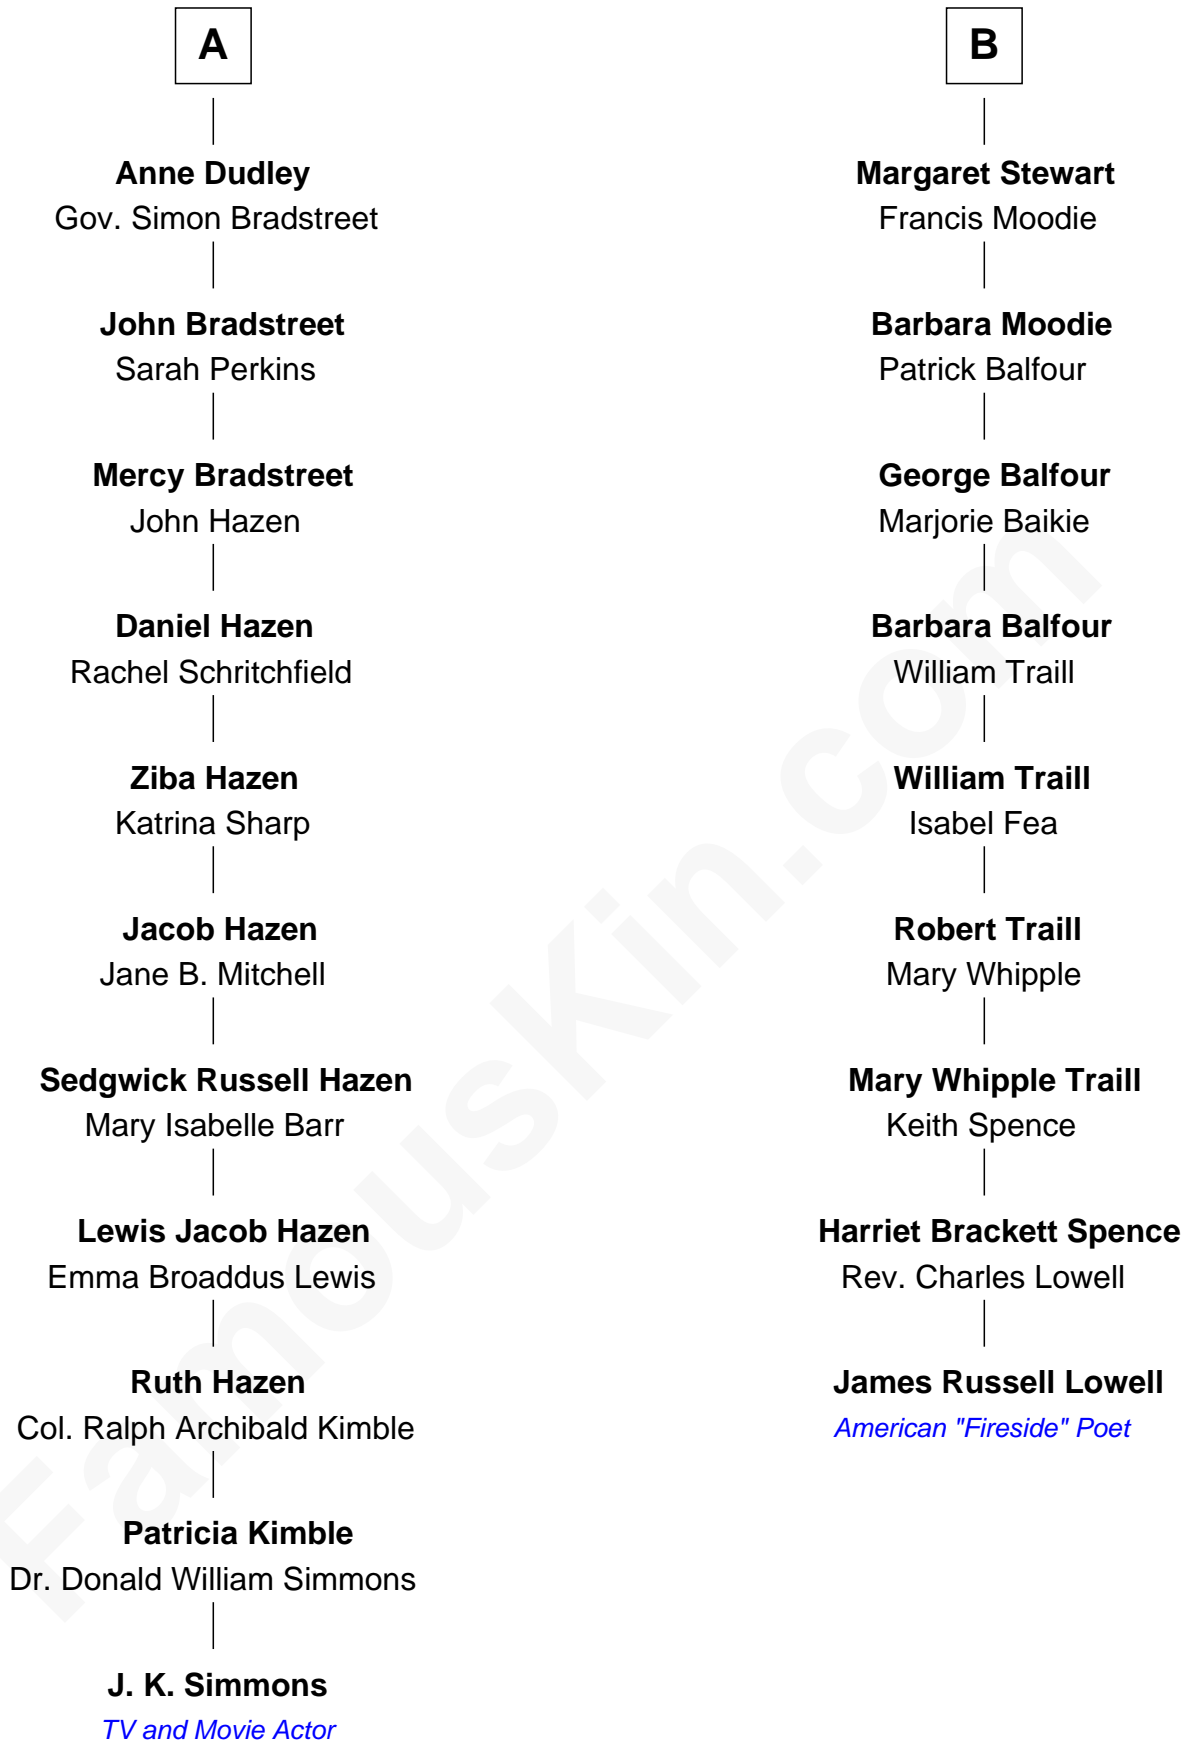 A
Anne Dudley
Gov. Simon Bradstreet
John Bradstreet
Sarah Perkins
Mercy Bradstreet
John Hazen
Daniel Hazen
Rachel Schritchfield
Ziba Hazen
Katrina Sharp
Jacob Hazen
Jane B. Mitchell
Sedgwick Russell Hazen
Mary Isabelle Barr
Lewis Jacob Hazen
Emma Broaddus Lewis
Ruth Hazen
Col. Ralph Archibald Kimble
Patricia Kimble
Dr. Donald William Simmons
J. K. Simmons
TV and Movie Actor
B
Margaret Stewart
Francis Moodie
Barbara Moodie
Patrick Balfour
George Balfour
Marjorie Baikie
Barbara Balfour
William Traill
William Traill
Isabel Fea
Robert Traill
Mary Whipple
Mary Whipple Traill
Keith Spence
Harriet Brackett Spence
Rev. Charles Lowell
James Russell Lowell
American "Fireside" Poet
FamousKin.com